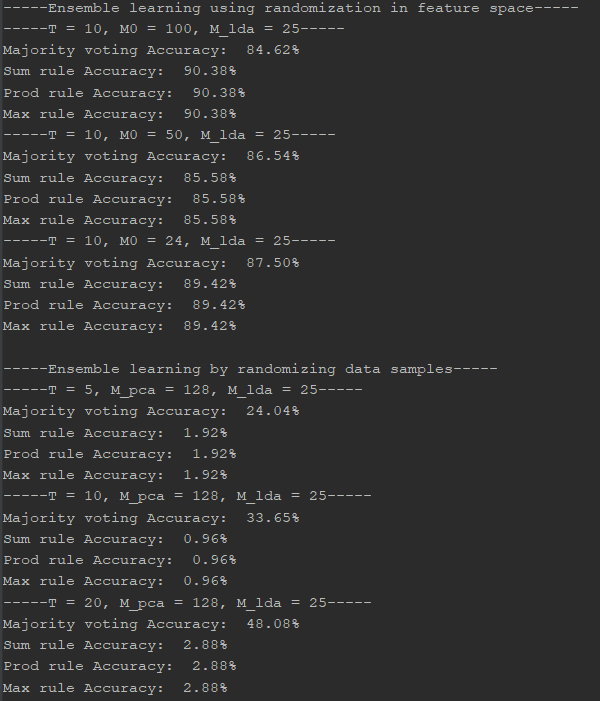 -----Ensemble learning using randomization in feature space-----
-----T = 10, M0 = 100, M_lda = 25-----
Majority voting Accuracy:  84.62%
Sum rule Accuracy:  90.38%
Prod rule Accuracy:  90.38%
Max rule Accuracy:  90.38%
-----T = 10, M0 = 50, M_lda = 25-----
Majority voting Accuracy:  86.54%
Sum rule Accuracy:  85.58%
Prod rule Accuracy:  85.58%
Max rule Accuracy:  85.58%
-----T = 10, M0 = 24, M_lda = 25-----
Majority voting Accuracy:  87.50%
Sum rule Accuracy:  89.42%
Prod rule Accuracy:  89.42%
Max rule Accuracy:  89.42%

-----Ensemble learning by randomizing data samples-----
-----T = 5, M_pca = 128, M_lda = 25-----
Majority voting Accuracy:  24.04%
Sum rule Accuracy:  1.92%
Prod rule Accuracy:  1.92%
Max rule Accuracy:  1.92%
-----T = 10, M_pca = 128, M_lda = 25-----
Majority voting Accuracy:  33.65%
Sum rule Accuracy:  0.96%
Prod rule Accuracy:  0.96%
Max rule Accuracy:  0.96%
-----T = 20, M_pca = 128, M_lda = 25-----
Majority voting Accuracy:  48.08%
Sum rule Accuracy:  2.88%
Prod rule Accuracy:  2.88%
Max rule Accuracy:  2.88%